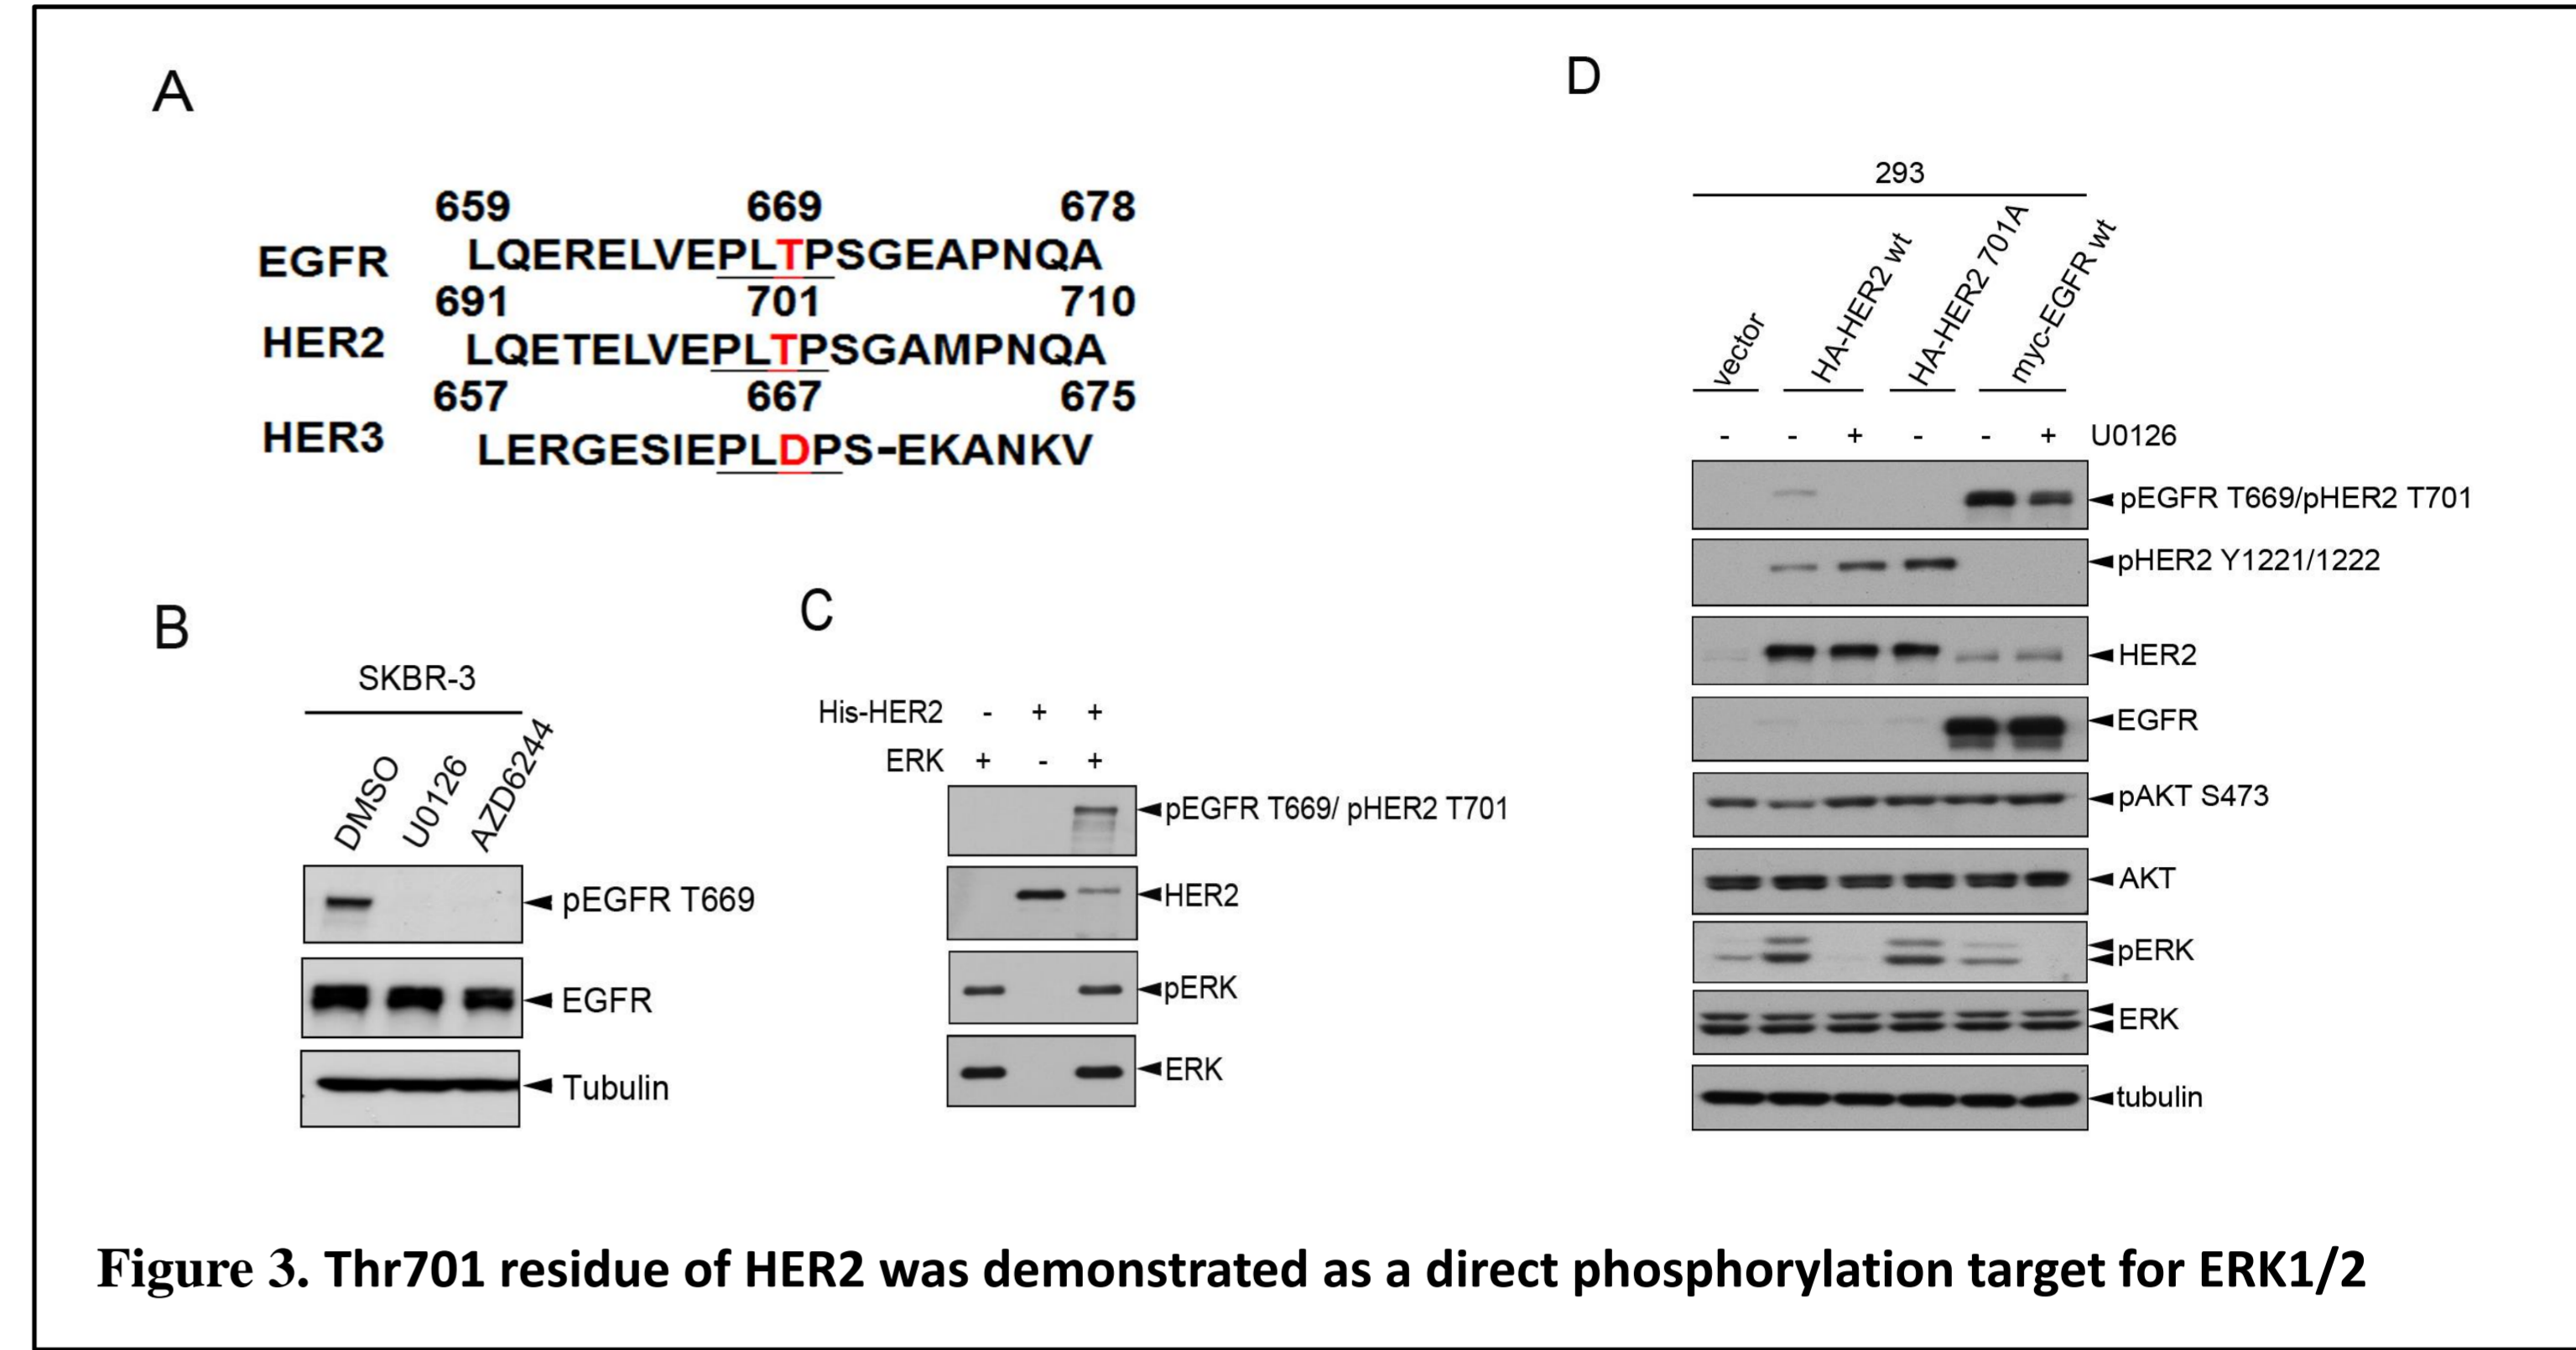 A
659 669 678
EGFR LQERELVEPLTPSGEAPNQA
691 701 710
HER2 LQETELVEPLTPSGAMPNQA
657 667 675
HER3 LERGESIEPLDPS-EKANKV
B
SKBR-3
DMSO U0126 AZD6244
pEGFR T669
EGFR
Tubulin
C
His-HER2 - + +
ERK + - +
pEGFR T669/ pHER2 T701
HER2
pERK
ERK
D
293
vector HA-HER2 wt HA-HER2 701A myc-EGFR wt
- - + - - + U0126
pEGFR T669/pHER2 T701
pHER2 Y1221/1222
HER2
EGFR
pAKT S473
AKT
pERK
ERK
tubulin
Figure 3. Thr701 residue of HER2 was demonstrated as a direct phosphorylation target for ERK1/2